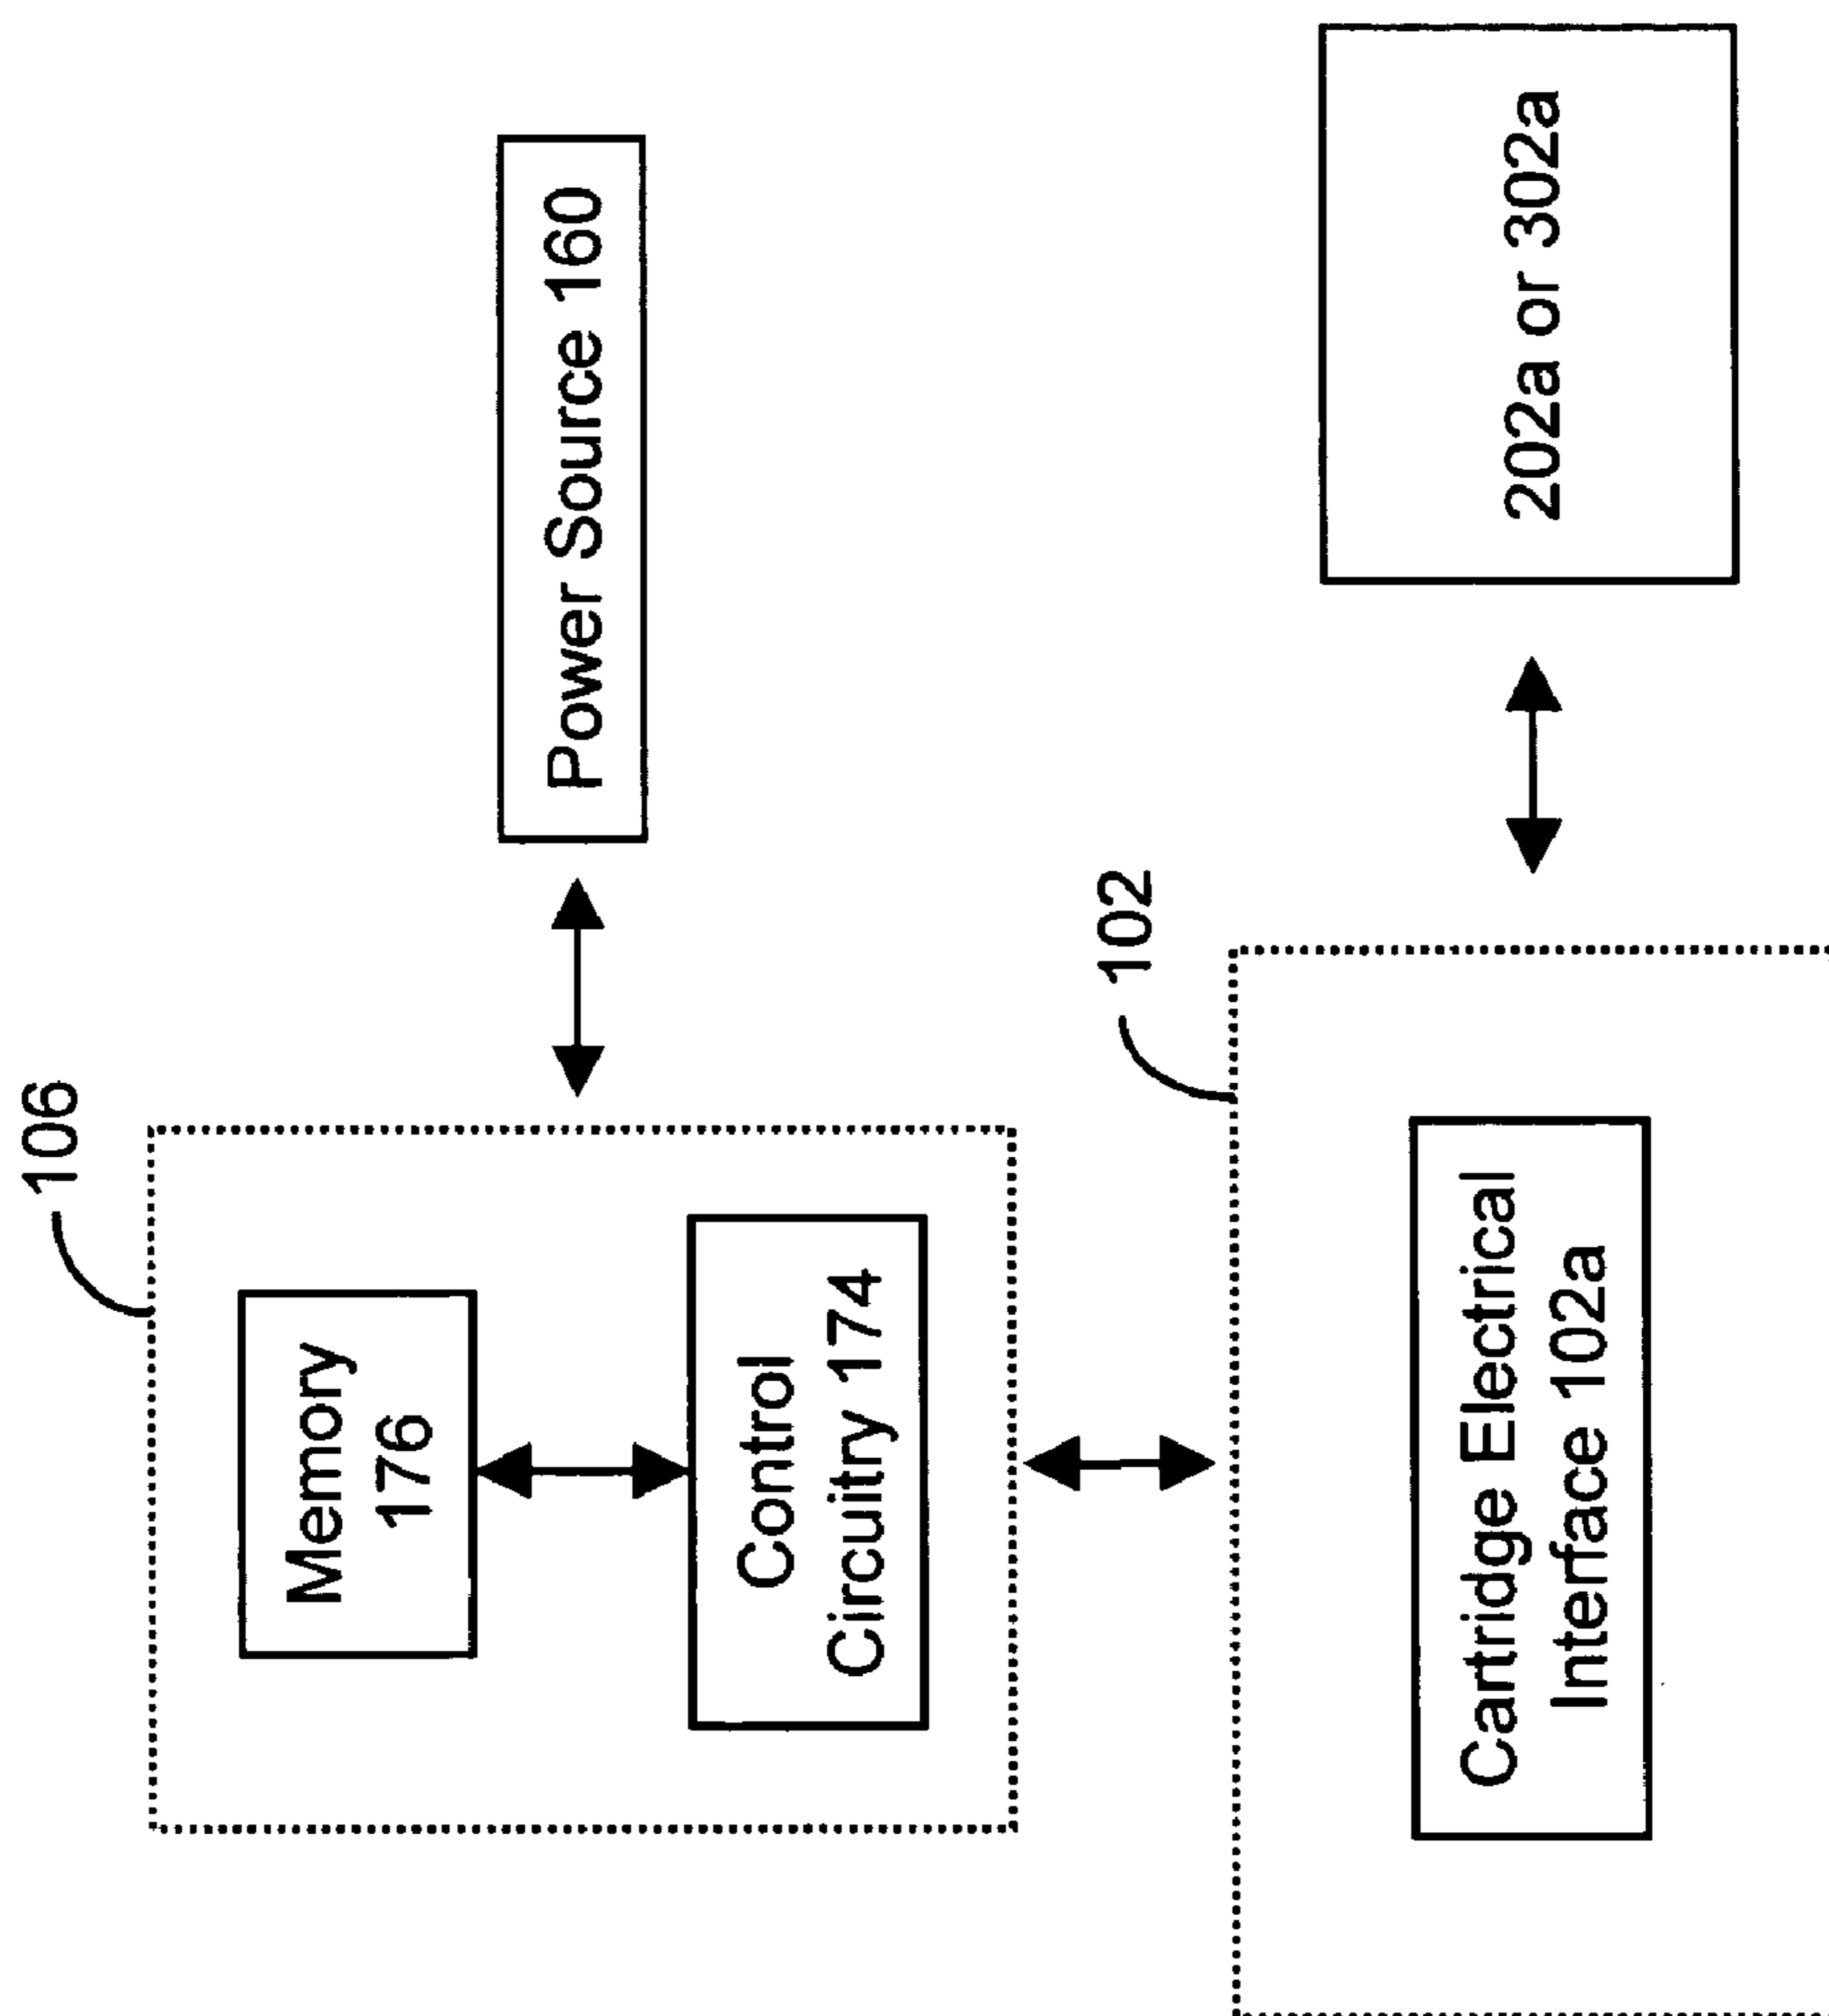 106
Memory
176
Control
Circuitry 174
Power Source 160
102
Cartridge Electrical
Interface 102a
202a or 302a